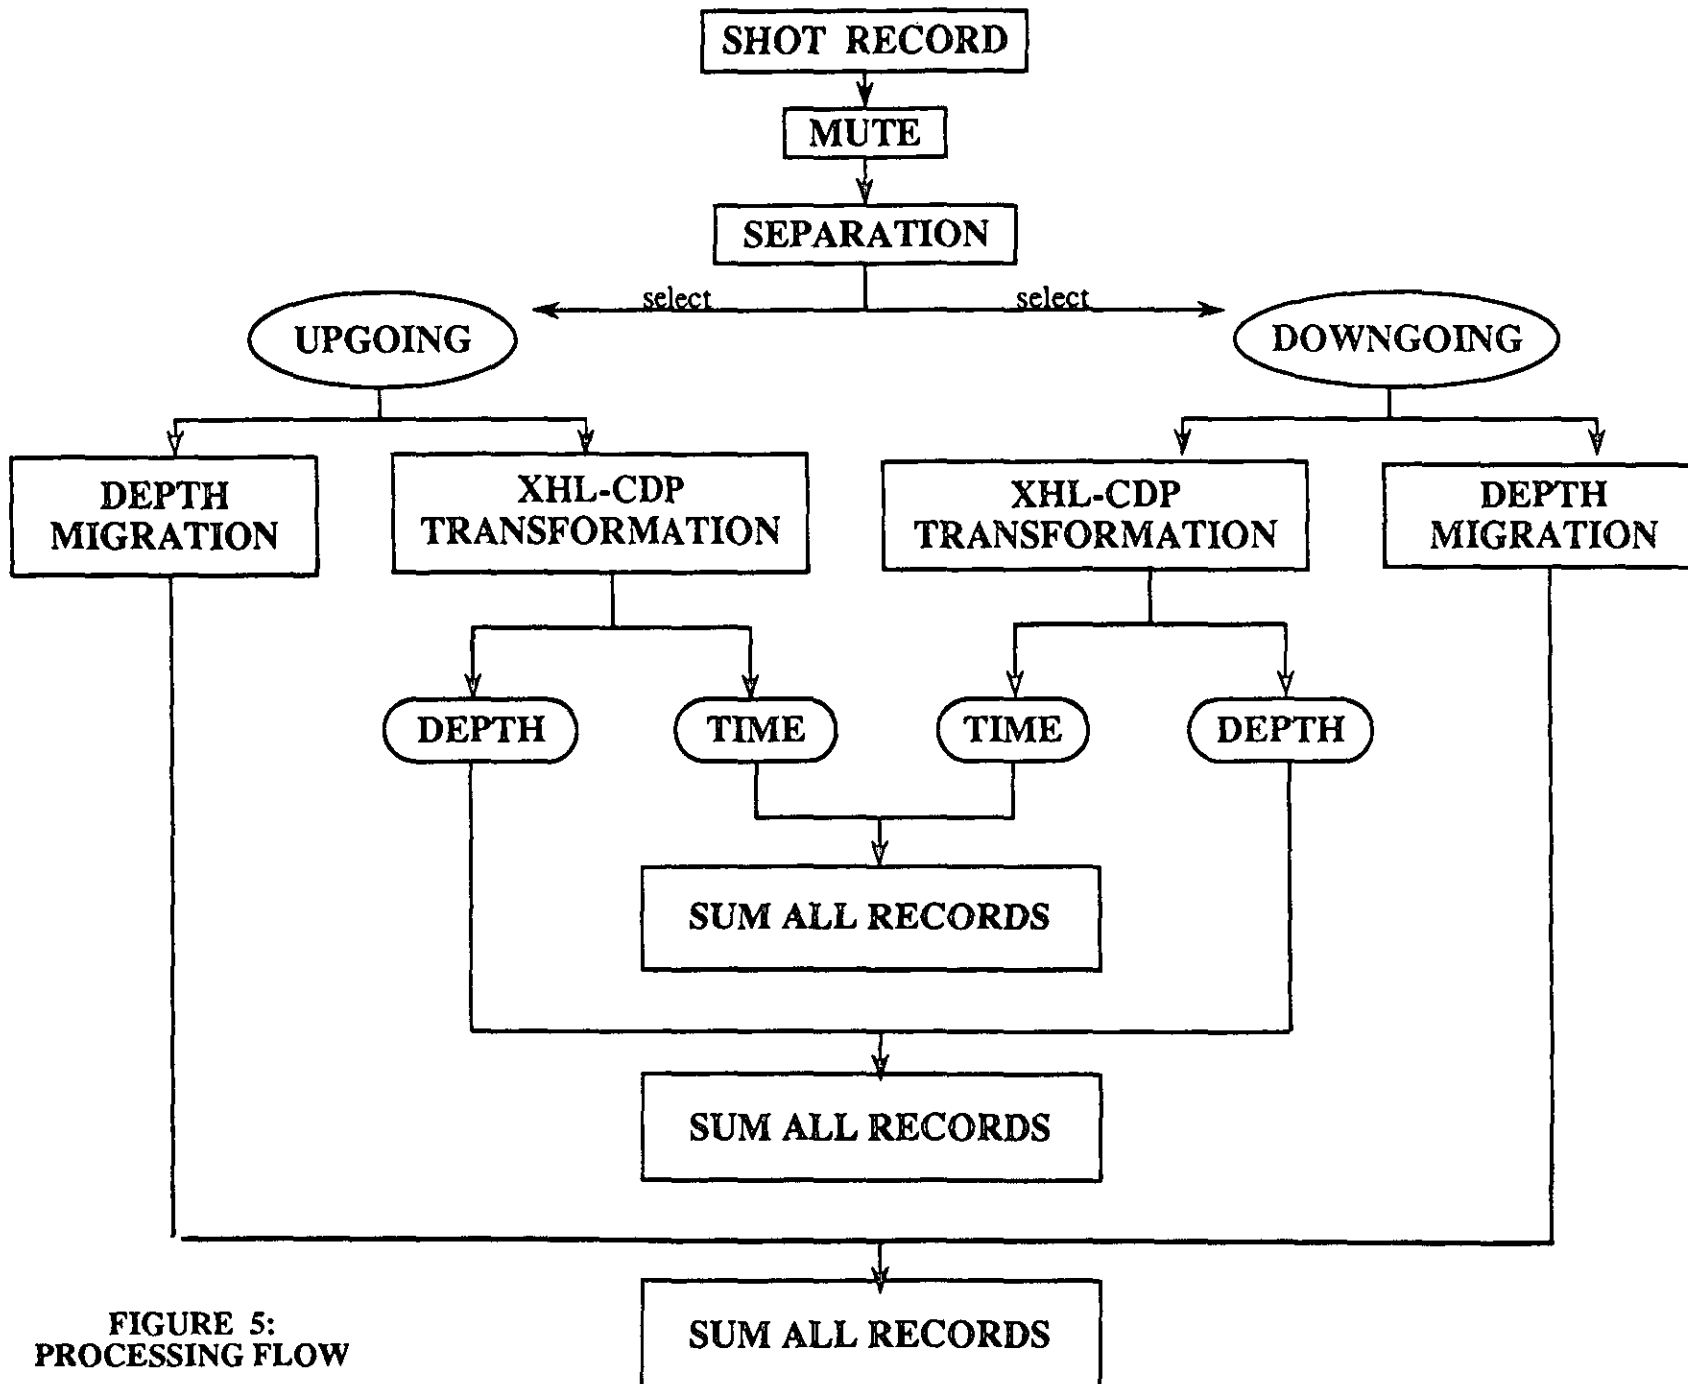 SHOT RECORD
MUTE
SEPARATION
select
select
UPGOING
DOWNGOING
DEPTH
MIGRATION
XHL-CDP
TRANSFORMATION
XHL-CDP
TRANSFORMATION
DEPTH
MIGRATION
DEPTH
TIME
TIME
DEPTH
SUM ALL RECORDS
SUM ALL RECORDS
SUM ALL RECORDS
FIGURE 5:
PROCESSING FLOW